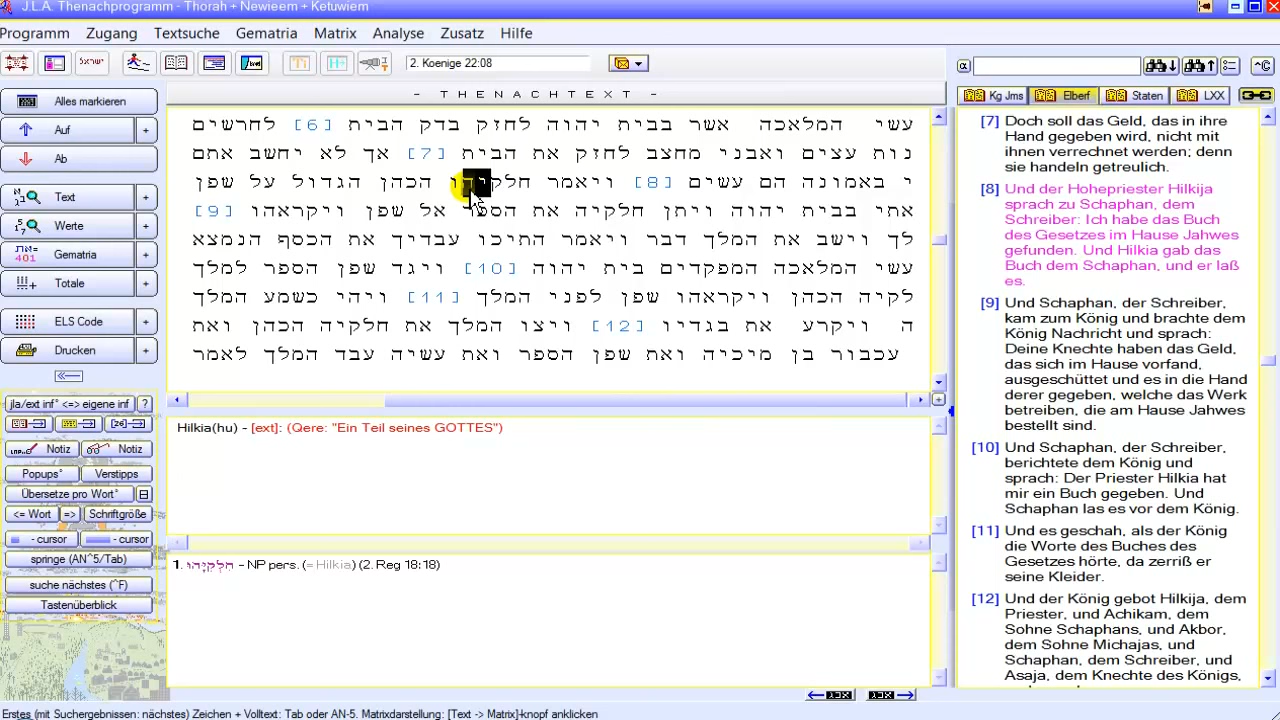 J.L.A. Thenachprogramm - Thorah + Newieem + Ketuwiem
Programm Zugang Textsuche Gematria Matrix Analyse Zusatz Hilfe
2. Koenige 22:08
- T H E N A C H T E X T -
Kg Jms Elberf Staten LXX
Alles markieren
Auf +
Ab +
Text +
Werte +
Gematria +
Totale +
ELS Code +
Drucken +
jla/ext inf° <=> eigene inf ?
Notiz Notiz
Popups° Verstipps
Übersetze pro Wort°
<= Wort => Schriftgröße
- cursor - cursor
springe (AN^5/Tab)
suche nächstes (^F)
Tastenüberblick
עשי המלאכה אשר בבית יהוה לחזק בדק הבית [6] לחרשים
נות עצים ואבני מחצב לחזק את הבית [7] אך לא יחשב אתם
י באמונה הם עשים [8] ויאמר חלקיהו הכהן הגדול על שפן
אתי בבית יהוה ויתן חלקיה את הספר אל שפן ויקראהו [9]
לך וישב את המלך דבר ויאמר התיכו עבדיך את הכסף הנמצא
עשי המלאכה המפקדים בית יהוה [10] ויגד שפן הספר למלך
לקיה הכהן ויקראהו שפן לפני המלך [11] ויהי כשמע המלך
ה ויקרע את בגדיו [12] ויצו המלך את חלקיה הכהן ואת
עכבור בן מיכיה ואת שפן הספר ואת עשיה עבד המלך לאמר
Hilkia(hu) - [ext]: (Qere: "Ein Teil seines GOTTES")
1. חִלְקִיָּהוּ - NP pers. (= Hilkia) (2. Reg 18:18)
[7] Doch soll das Geld, das in ihre
Hand gegeben wird, nicht mit
ihnen verrechnet werden; denn
sie handeln getreulich.
[8] Und der Hohepriester Hilkija
sprach zu Schaphan, dem
Schreiber: Ich habe das Buch
des Gesetzes im Hause Jahwes
gefunden. Und Hilkia gab das
Buch dem Schaphan, und er laß
es.
[9] Und Schaphan, der Schreiber,
kam zum König und brachte dem
König Nachricht und sprach:
Deine Knechte haben das Geld,
das sich im Hause vorfand,
ausgeschüttet und es in die Hand
derer gegeben, welche das Werk
betreiben, die am Hause Jahwes
bestellt sind.
[10] Und Schaphan, der Schreiber,
berichtete dem König und
sprach: Der Priester Hilkia hat
mir ein Buch gegeben. Und
Schaphan las es vor dem König.
[11] Und es geschah, als der König
die Worte des Buches des
Gesetzes hörte, da zerriß er
seine Kleider.
[12] Und der König gebot Hilkija, dem
Priester, und Achikam, dem
Sohne Schaphans, und Akbor,
dem Sohne Michajas, und
Schaphan, dem Schreiber, und
Asaja, dem Knechte des Königs,
Erstes (mit Suchergebnissen: nächstes) Zeichen + Volltext: Tab oder AN-5. Matrixdarstellung: [Text -> Matrix]-knopf anklicken